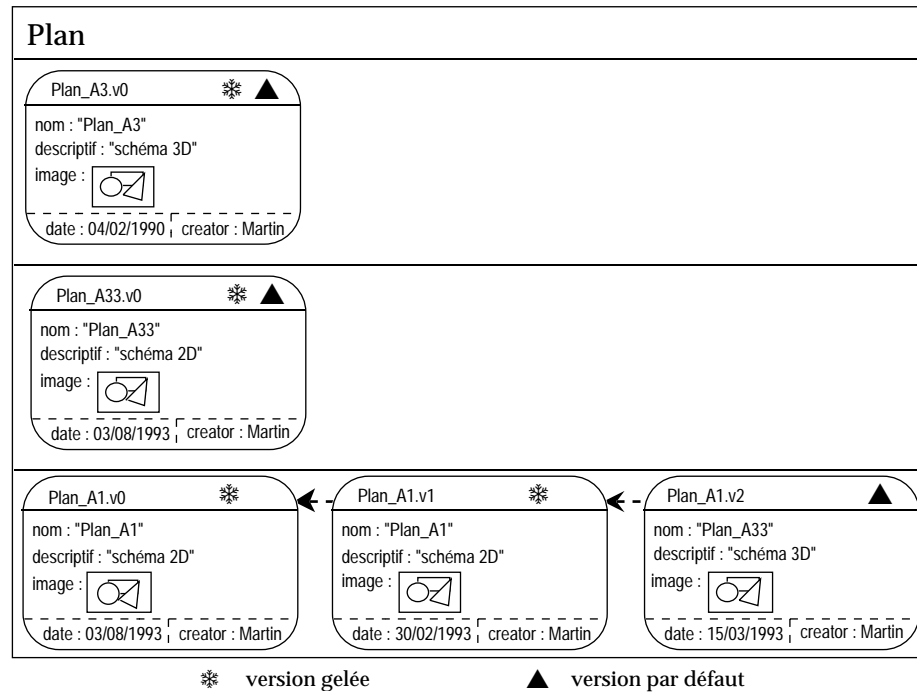 Plan
Plan_A3.v0
nom : "Plan_A3"
descriptif : "schéma 3D"
image :
date : 04/02/1990 creator : Martin
Plan_A33.v0
nom : "Plan_A33"
descriptif : "schéma 2D"
image :
date : 03/08/1993 creator : Martin
Plan_A1.v0
nom : "Plan_A1"
descriptif : "schéma 2D"
image :
date : 03/08/1993 creator : Martin
Plan_A1.v1
nom : "Plan_A1"
descriptif : "schéma 2D"
image :
date : 30/02/1993 creator : Martin
Plan_A1.v2
nom : "Plan_A33"
descriptif : "schéma 3D"
image :
date : 15/03/1993 creator : Martin
version gelée
version par défaut